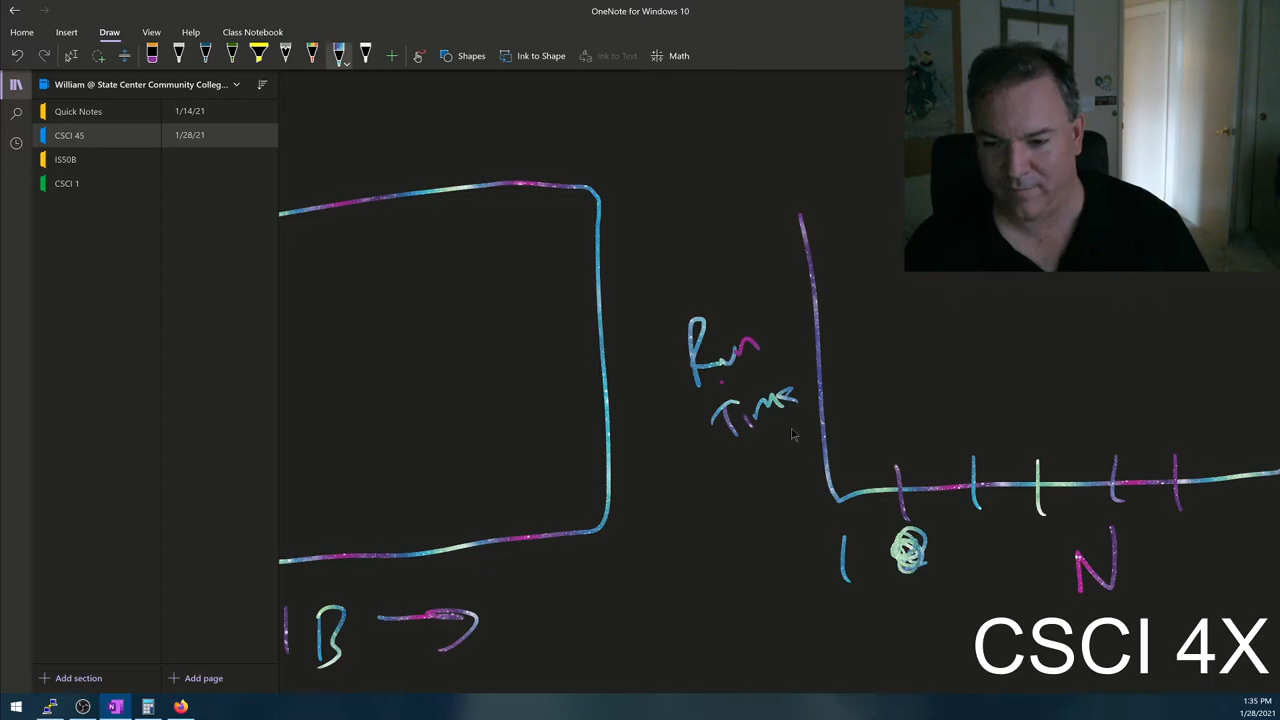 OneNote for Windows 10
Home Insert Draw View Help Class Notebook
Shapes Ink to Shape Ink to Text Math
William @ State Center Community Colleg...
Quick Notes 1/14/21
CSCI 45 1/28/21
IS50B
CSCI 1
Run
Time
1 N
1 B →
CSCI 4X
Add section Add page
1:35 PM
1/28/2021